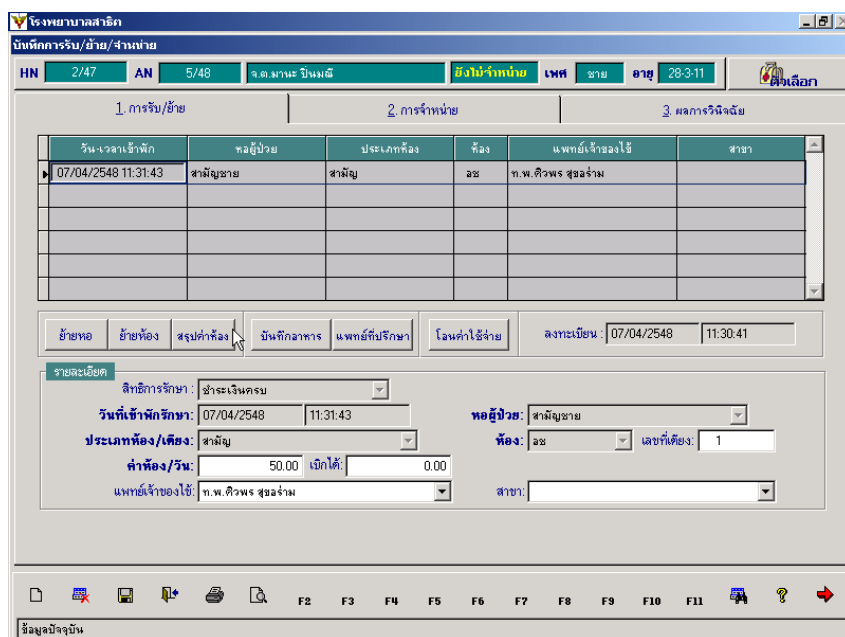 โรงพยาบาลสาธิต
บันทึกการรับ/ย้าย/จำหน่าย
HN 2/47 AN 5/48 จ.ต.มานะ ปิ่นมณี ยังไม่จำหน่าย เพศ ชาย อายุ 28-3-11 ตัวเลือก
1. การรับ/ย้าย 2. การจำหน่าย 3. ผลการวินิจฉัย
วัน-เวลาเข้าพัก หอผู้ป่วย ประเภทห้อง ห้อง แพทย์เจ้าของไข้ สาขา
07/04/2548 11:31:43 สามัญชาย สามัญ อช ท.พ.ศิวพร สุขอร่าม
ย้ายหอ ย้ายห้อง สรุปค่าห้อง บันทึกอาหาร แพทย์ที่ปรึกษา โอนค่าใช้จ่าย ลงทะเบียน : 07/04/2548 11:30:41
รายละเอียด
สิทธิการรักษา : ชำระเงินครบ
วันที่เข้าพักรักษา: 07/04/2548 11:31:43 หอผู้ป่วย: สามัญชาย
ประเภทห้อง/เตียง: สามัญ ห้อง: อช เลขที่เตียง: 1
ค่าห้อง/วัน: 50.00 เบิกได้: 0.00
แพทย์เจ้าของไข้: ท.พ.ศิวพร สุขอร่าม สาขา:
F2 F3 F4 F5 F6 F7 F8 F9 F10 F11
ข้อมูลปัจจุบัน